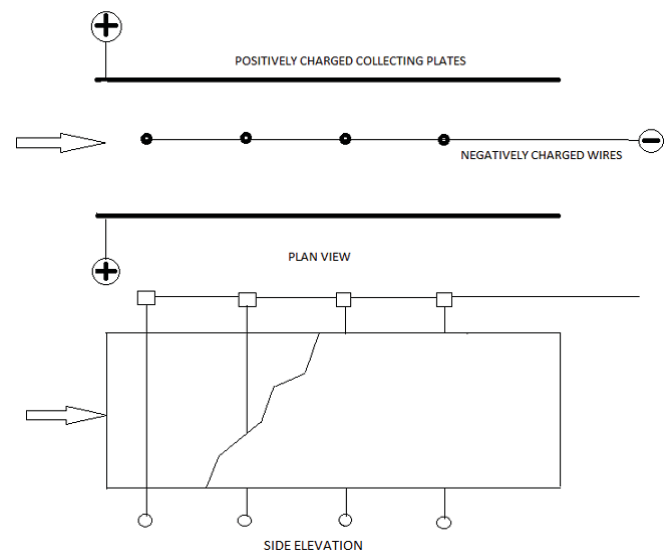 POSITIVELY CHARGED COLLECTING PLATES
NEGATIVELY CHARGED WIRES
PLAN VIEW
SIDE ELEVATION